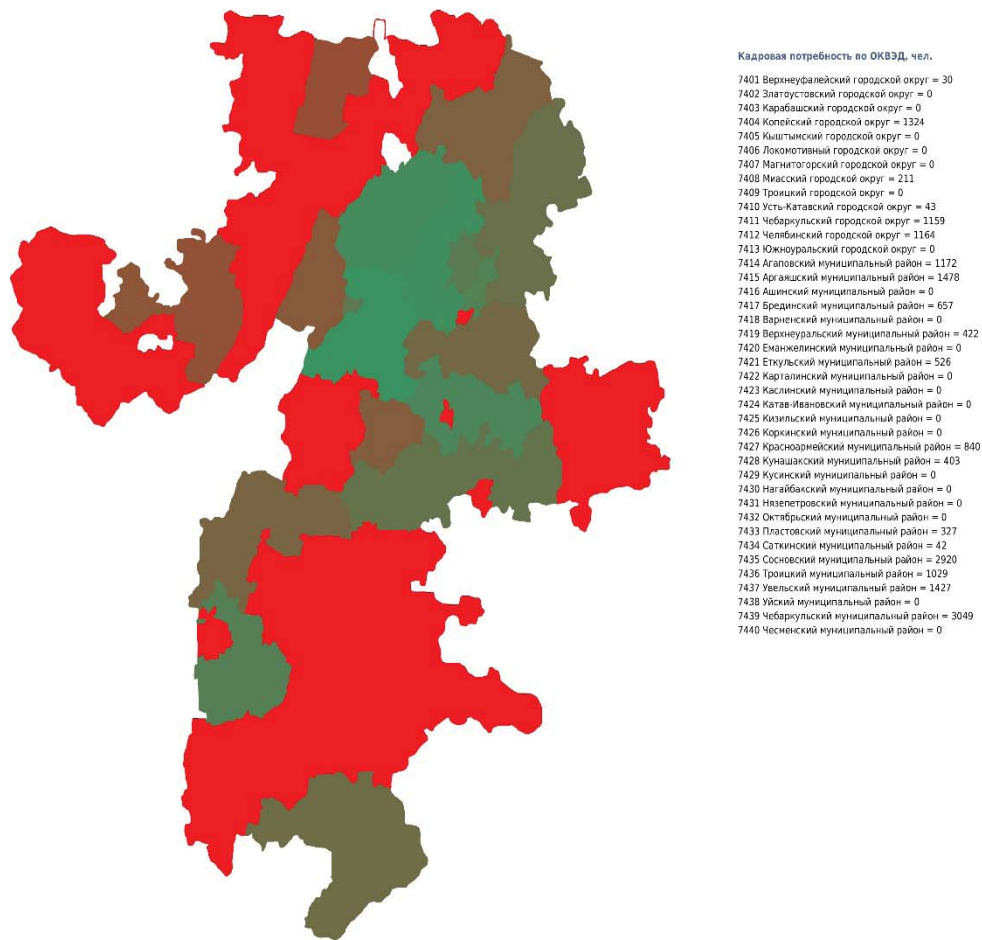 Кадровая потребность по ОКВЭД, чел.
7401 Верхнеуфалейский городской округ = 30
7402 Златоустовский городской округ = 0
7403 Карабашский городской округ = 0
7404 Копейский городской округ = 1324
7405 Кыштымский городской округ = 0
7406 Локомотивный городской округ = 0
7407 Магнитогорский городской округ = 0
7408 Миасский городской округ = 211
7409 Троицкий городской округ = 0
7410 Усть-Катавский городской округ = 43
7411 Чебаркульский городской округ = 1159
7412 Челябинский городской округ = 1164
7413 Южноуральский городской округ = 0
7414 Агаповский муниципальный район = 1172
7415 Аргаяшский муниципальный район = 1478
7416 Ашинский муниципальный район = 0
7417 Брединский муниципальный район = 657
7418 Варненский муниципальный район = 0
7419 Верхнеуральский муниципальный район = 422
7420 Еманжелинский муниципальный район = 0
7421 Еткульский муниципальный район = 526
7422 Карталинский муниципальный район = 0
7423 Каслинский муниципальный район = 0
7424 Катав-Ивановский муниципальный район = 0
7425 Кизильский муниципальный район = 0
7426 Коркинский муниципальный район = 0
7427 Красноармейский муниципальный район = 840
7428 Кунашакский муниципальный район = 403
7429 Кусинский муниципальный район = 0
7430 Нагайбакский муниципальный район = 0
7431 Нязепетровский муниципальный район = 0
7432 Октябрьский муниципальный район = 0
7433 Пластовский муниципальный район = 327
7434 Саткинский муниципальный район = 42
7435 Сосновский муниципальный район = 2920
7436 Троицкий муниципальный район = 1029
7437 Увельский муниципальный район = 1427
7438 Уйский муниципальный район = 0
7439 Чебаркульский муниципальный район = 3049
7440 Чесменский муниципальный район = 0